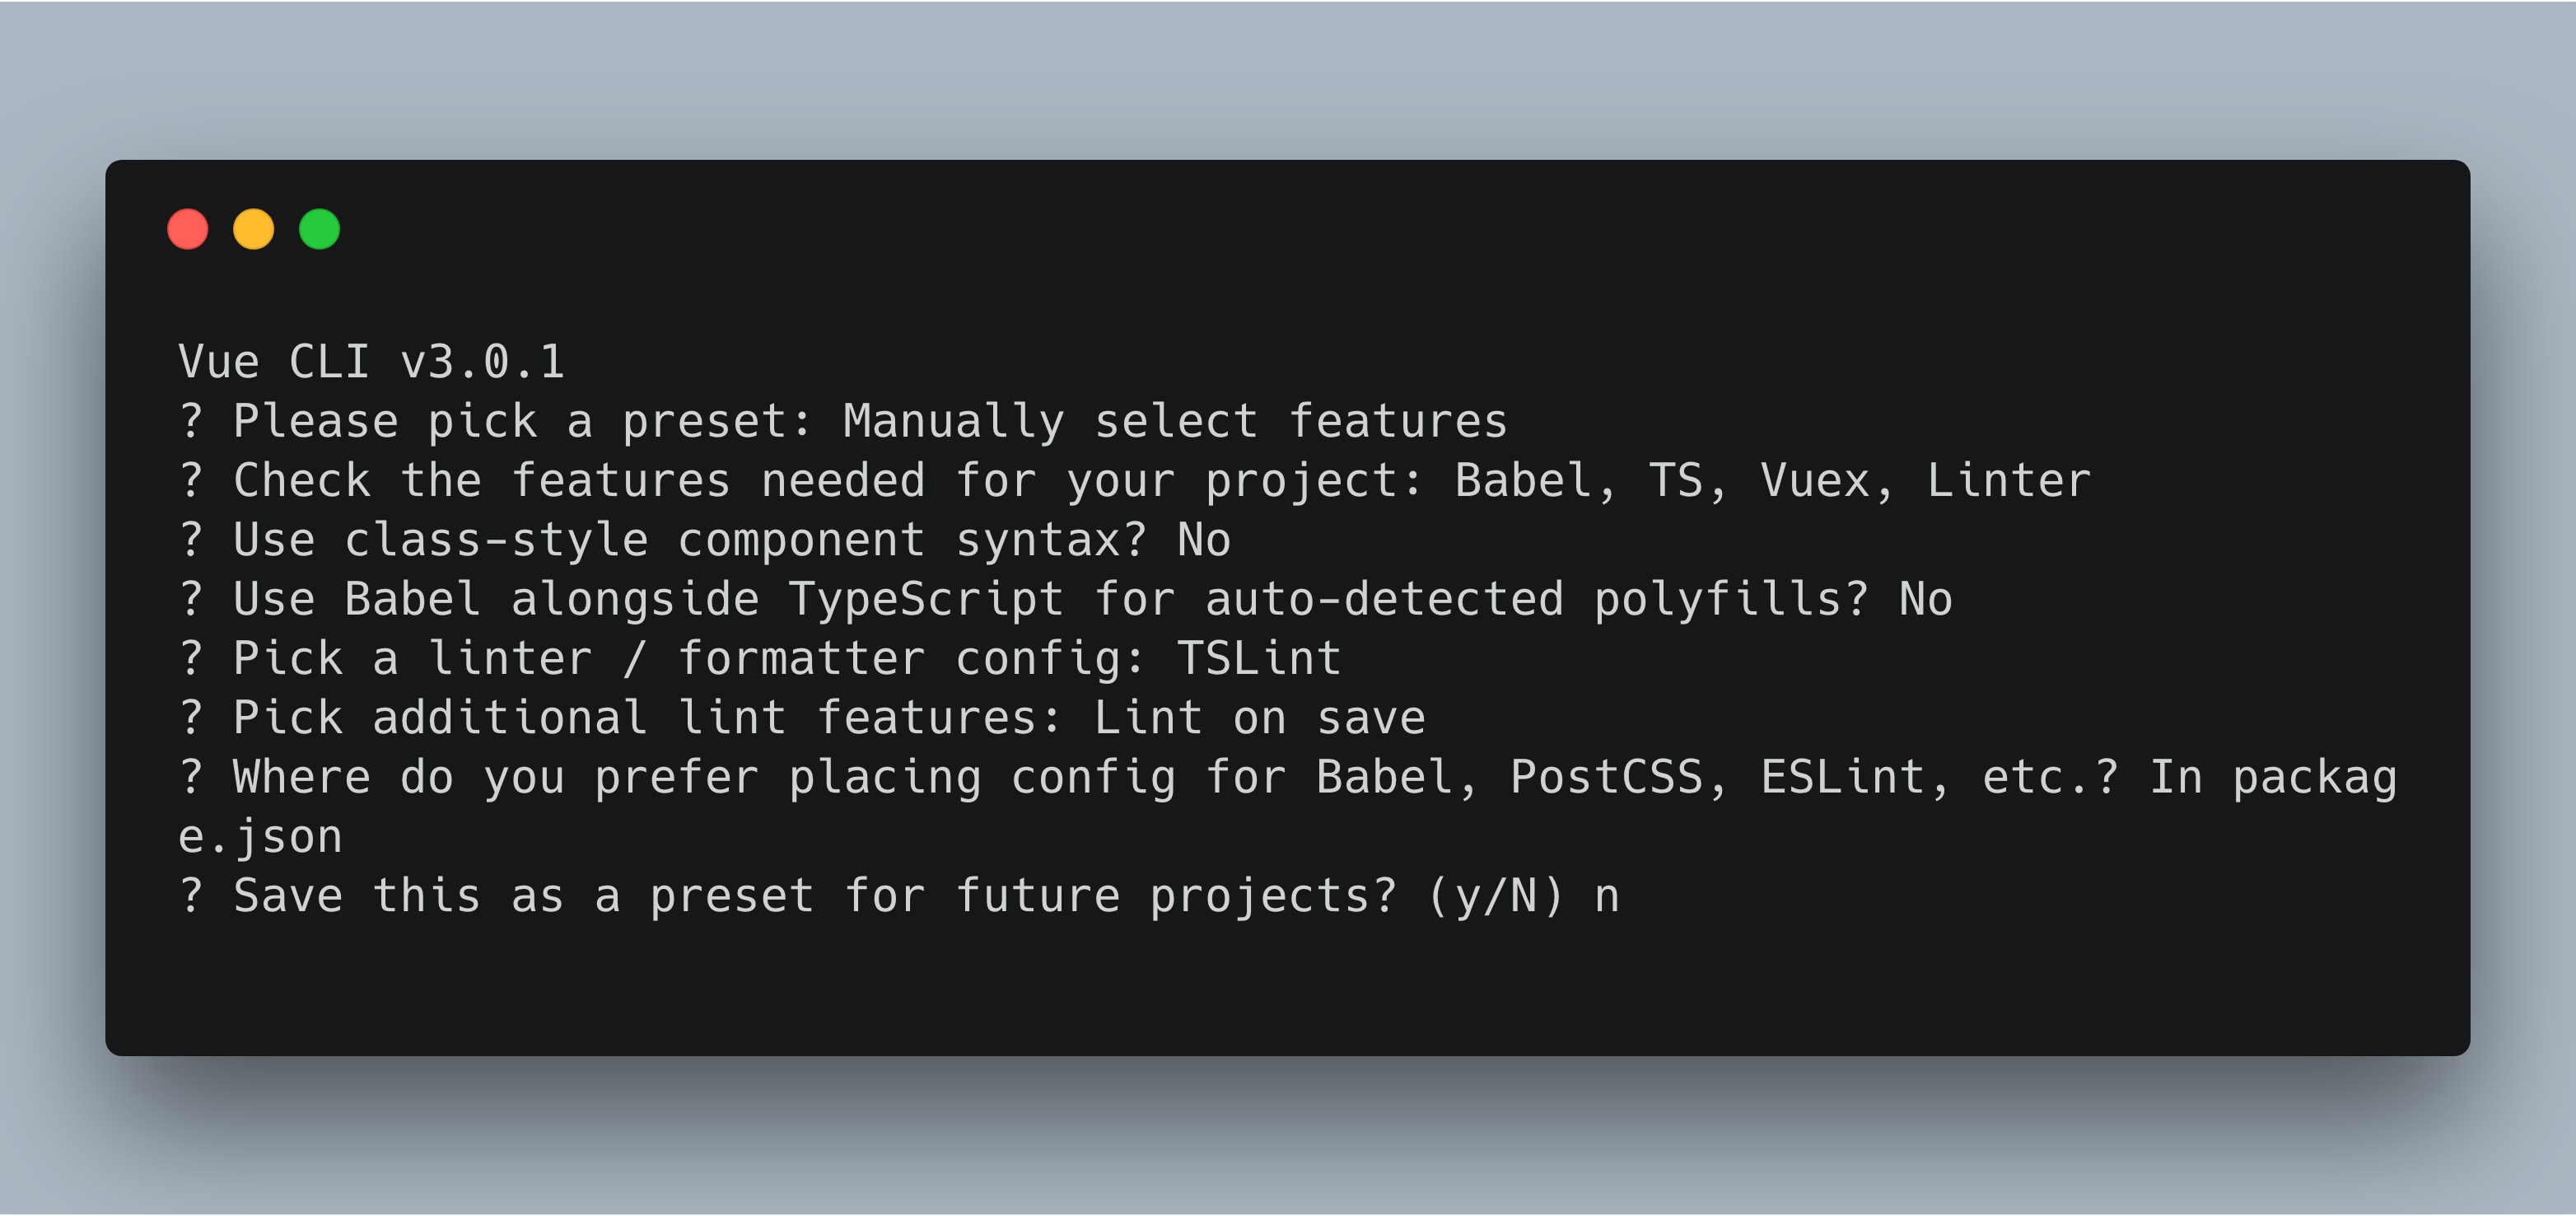 Vue CLI v3.0.1
? Please pick a preset: Manually select features
? Check the features needed for your project: Babel, TS, Vuex, Linter
? Use class-style component syntax? No
? Use Babel alongside TypeScript for auto-detected polyfills? No
? Pick a linter / formatter config: TSLint
? Pick additional lint features: Lint on save
? Where do you prefer placing config for Babel, PostCSS, ESLint, etc.? In packag
e.json
? Save this as a preset for future projects? (y/N) n